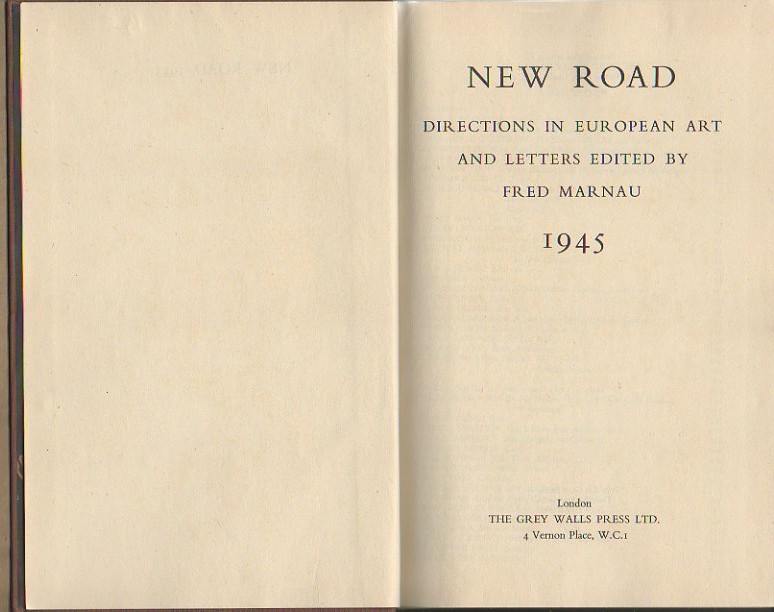 NEW ROAD
DIRECTIONS IN EUROPEAN ART
AND LETTERS EDITED BY
FRED MARNAU
1945
London
THE GREY WALLS PRESS LTD.
4 Vernon Place, W.C.1